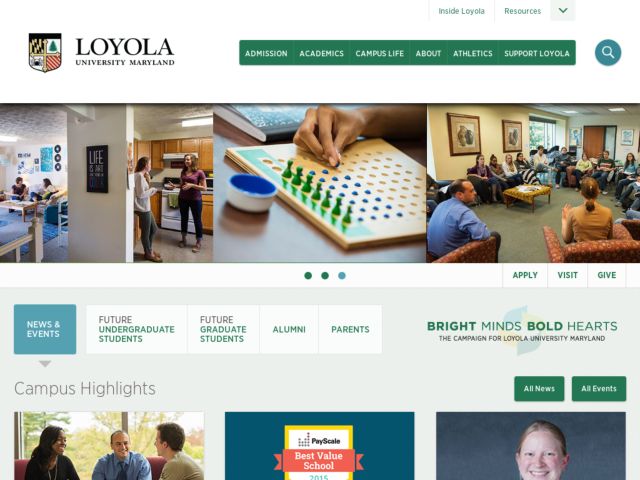 Inside Loyola
Resources
LOYOLA
UNIVERSITY MARYLAND
ADMISSION
ACADEMICS
CAMPUS LIFE
ABOUT
ATHLETICS
SUPPORT LOYOLA
LIFE
IS
ART
APPLY
VISIT
GIVE
NEWS &
EVENTS
FUTURE
UNDERGRADUATE
STUDENTS
FUTURE
GRADUATE
STUDENTS
ALUMNI
PARENTS
BRIGHT MINDS BOLD HEARTS
THE CAMPAIGN FOR LOYOLA UNIVERSITY MARYLAND
Campus Highlights
All News
All Events
PayScale
Best Value
School
2015